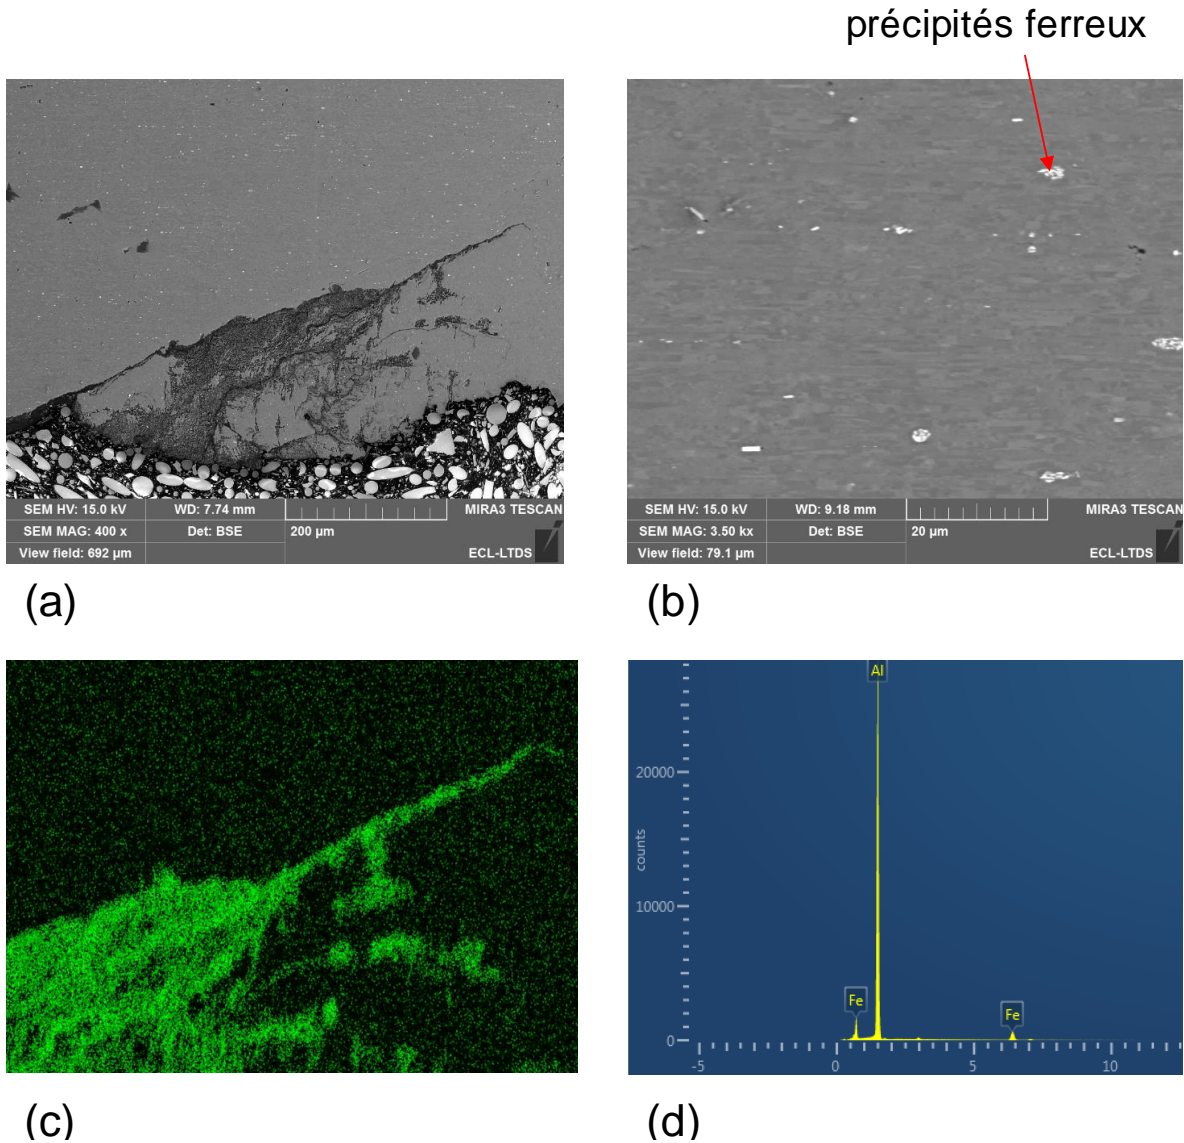 précipités ferreux
SEM HV: 15.0 kV WD: 7.74 mm MIRA3 TESCAN
SEM MAG: 400 x Det: BSE 200 µm
View field: 692 µm ECL-LTDS
SEM HV: 15.0 kV WD: 9.18 mm MIRA3 TESCAN
SEM MAG: 3.50 kx Det: BSE 20 µm
View field: 79.1 µm ECL-LTDS
(a) (b)
Al
20000
counts
10000
Fe Fe
0
-5 0 5 10
(c) (d)